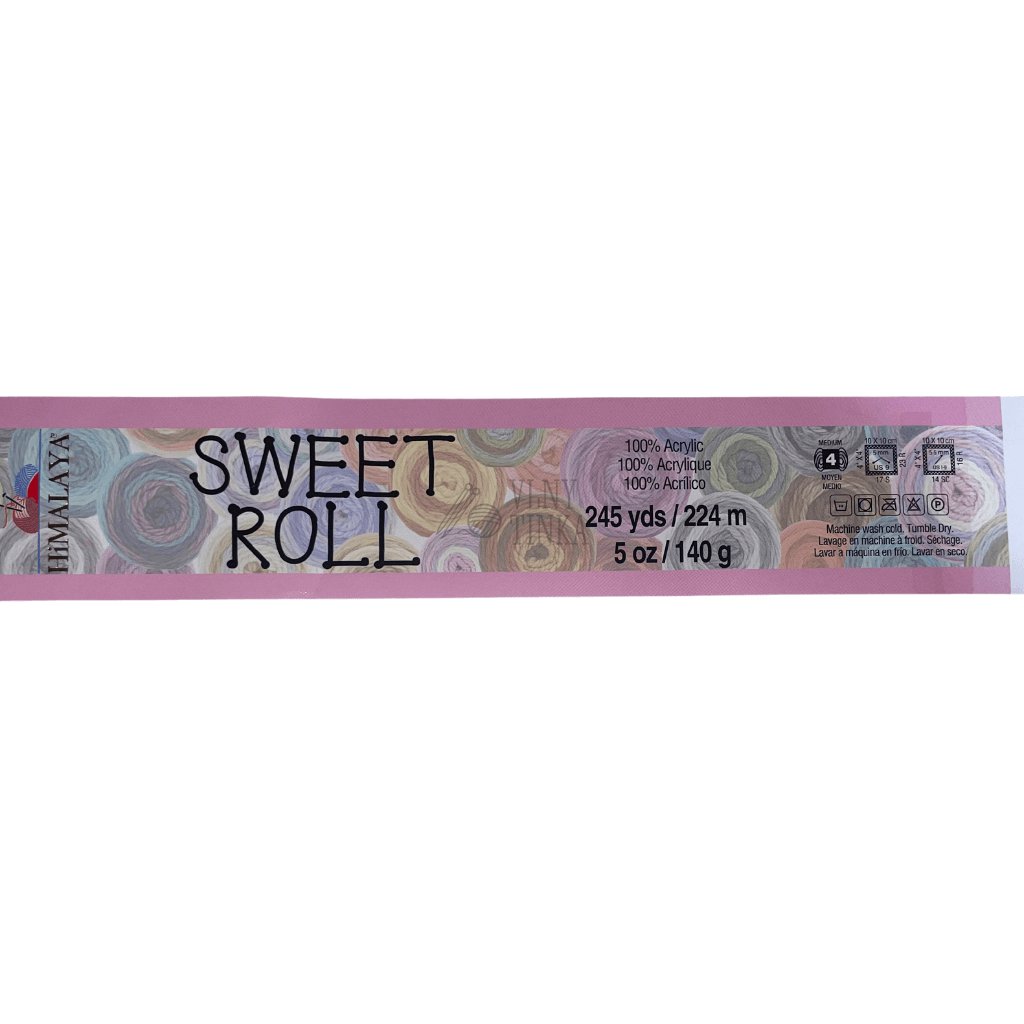 HiMALAYA
SWEET
ROLL
100% Acrylic
100% Acrylique
100% Acrílico
245 yds / 224 m
5 oz / 140 g
MEDIUM
4
MOYEN
MEDIO
10 X 10 cm
4" X 4"
5 mm
US 8
23 R
17 S
10 X 10 cm
4" X 4"
5.5 mm
US I-9
16 R
14 SC
P
Machine wash cold. Tumble Dry.
Lavage en machine à froid. Séchage.
Lavar a máquina en frio. Lavar en seco.